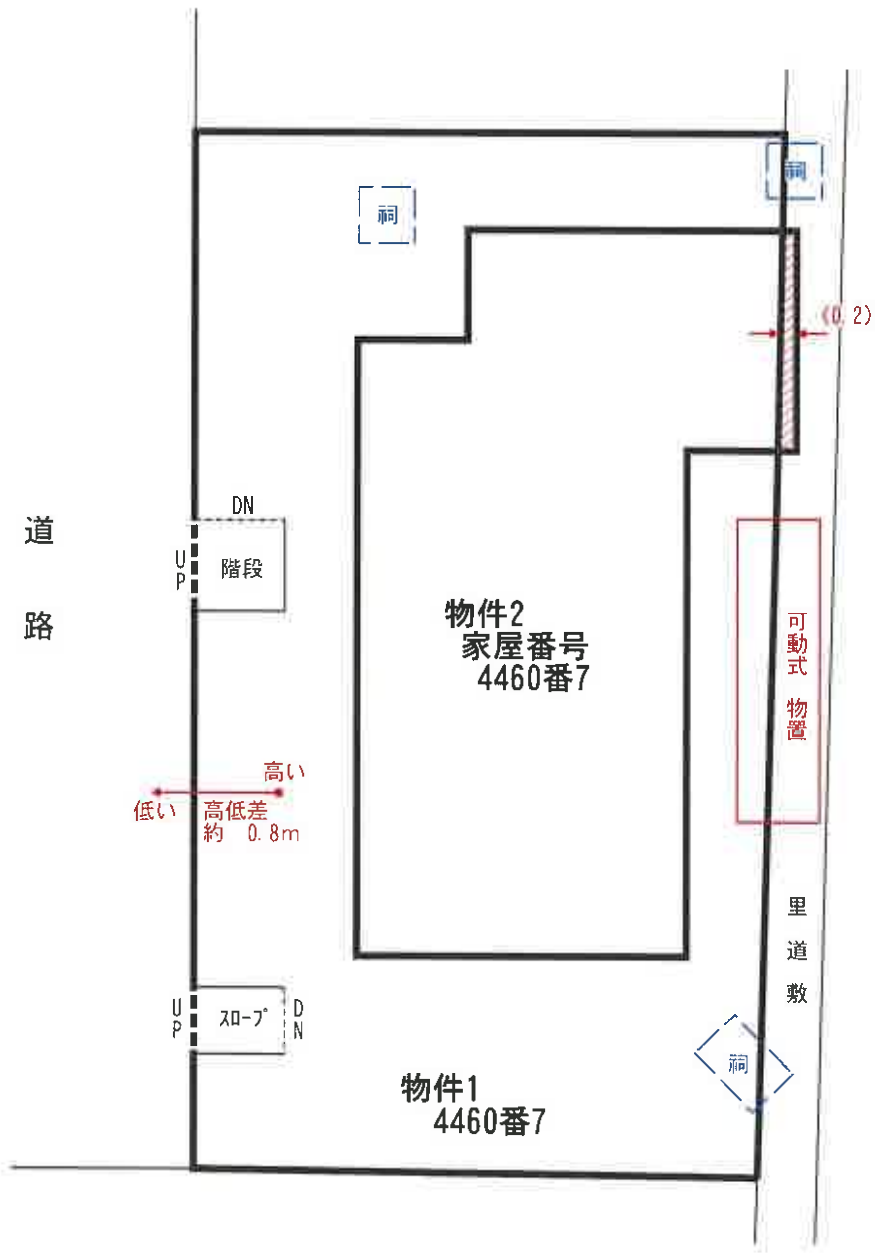 祠
祠
(0.2)
道路
DN
UP
階段
物件2
家屋番号
4460番7
可動式 物置
高い
低い 高低差
約 0.8m
里道敷
UP
スロープ
DN
祠
物件1
4460番7